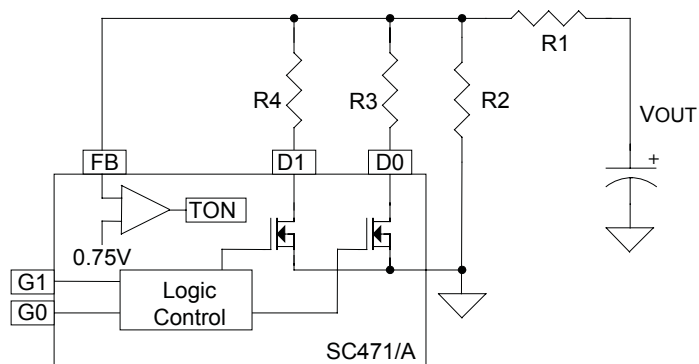 R1
R4
R3
R2
VOUT
+
FB
D1
D0
TON
0.75V
G1
G0
Logic
Control
SC471/A